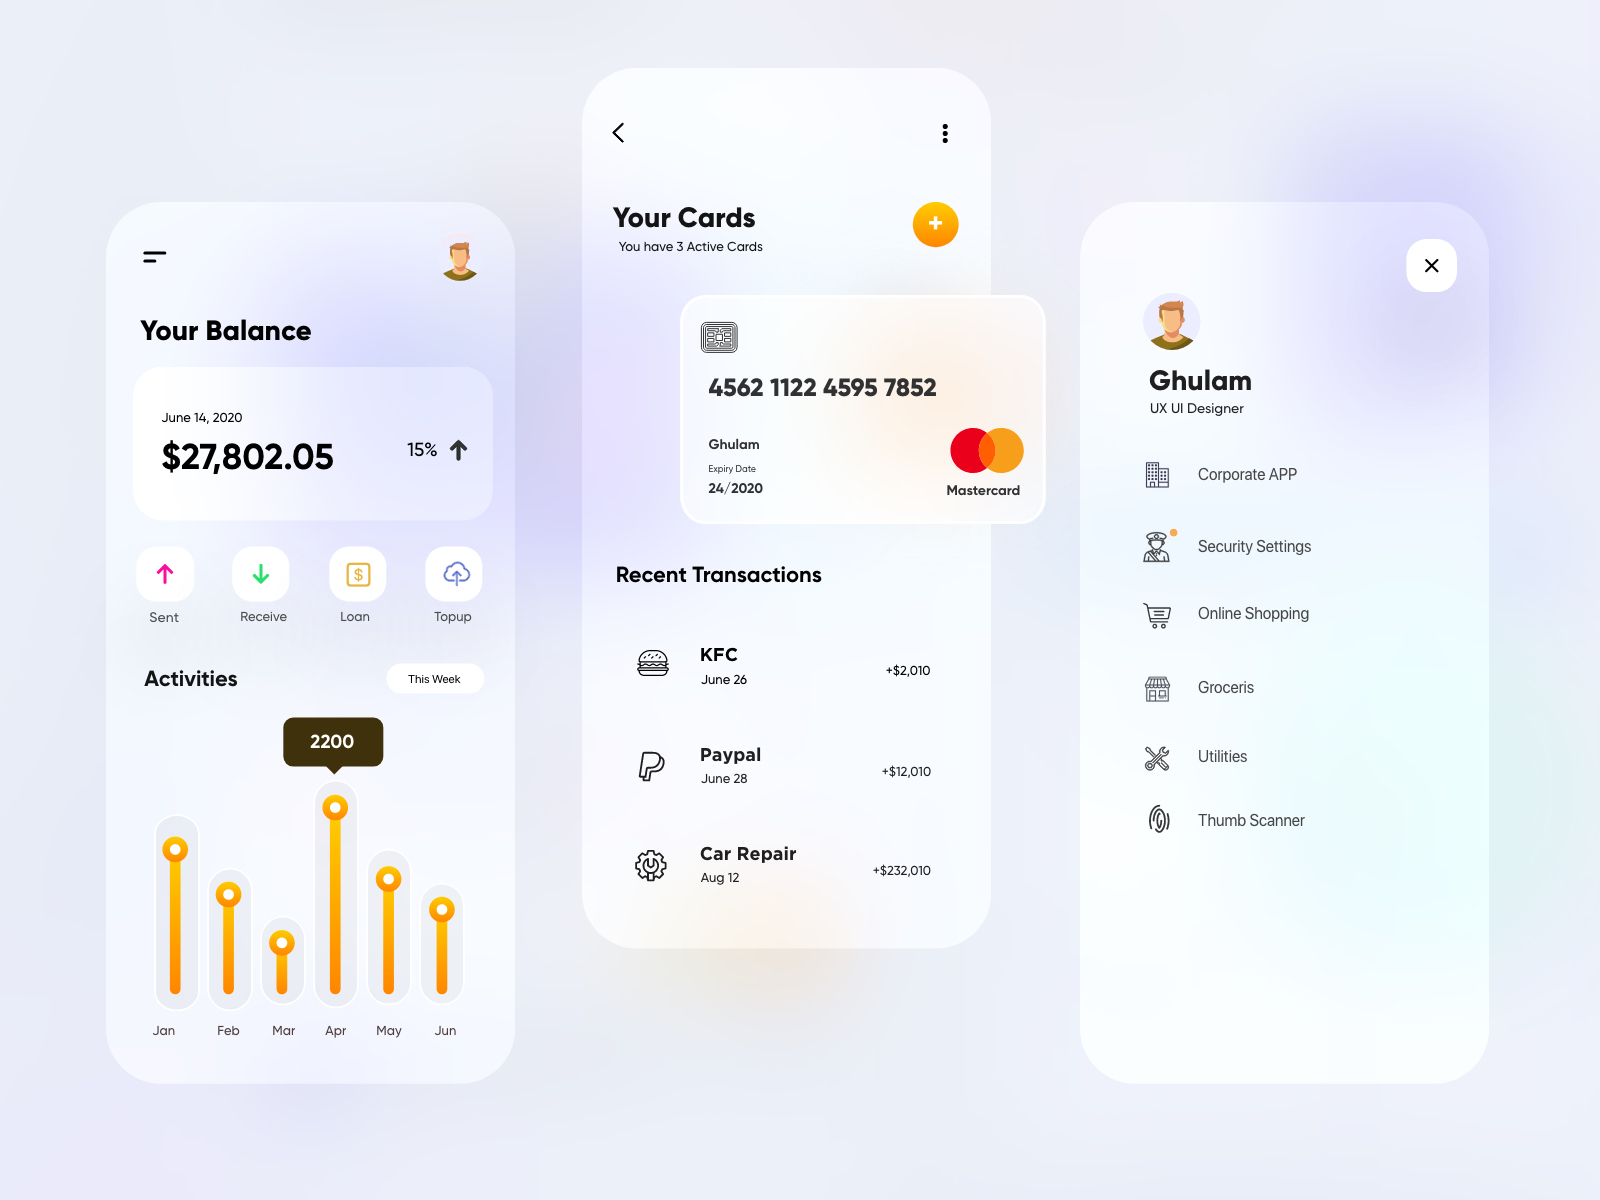 Your Balance
June 14, 2020
$27,802.05
15%
Sent
Receive
Loan
Topup
Activities
This Week
2200
Jan
Feb
Mar
Apr
May
Jun
Your Cards
You have 3 Active Cards
4562 1122 4595 7852
Ghulam
Expiry Date
24/2020
Mastercard
Recent Transactions
KFC
June 26
+$2,010
Paypal
June 28
+$12,010
Car Repair
Aug 12
+$232,010
Ghulam
UX UI Designer
Corporate APP
Security Settings
Online Shopping
Groceris
Utilities
Thumb Scanner